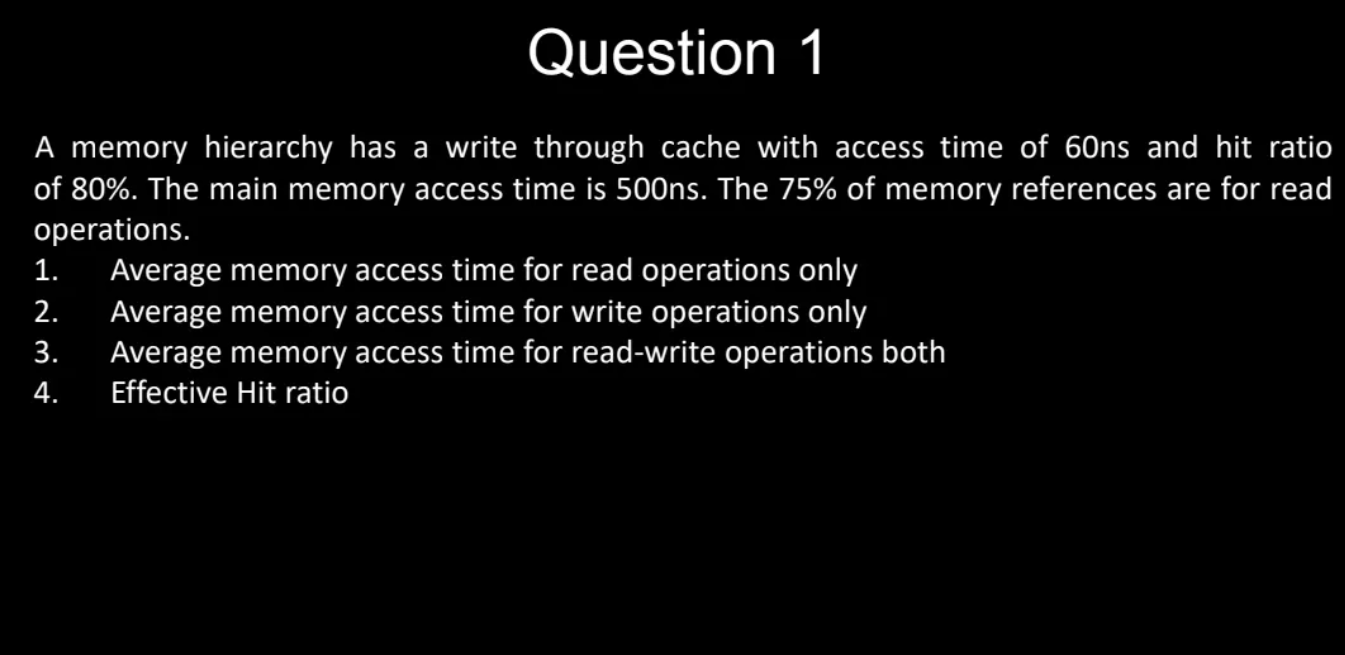 Question 1
A memory hierarchy has a write through cache with access time of 60ns and hit ratio
of 80%. The main memory access time is 500ns. The 75% of memory references are for read
operations.
1. Average memory access time for read operations only
2. Average memory access time for write operations only
3. Average memory access time for read-write operations both
4. Effective Hit ratio